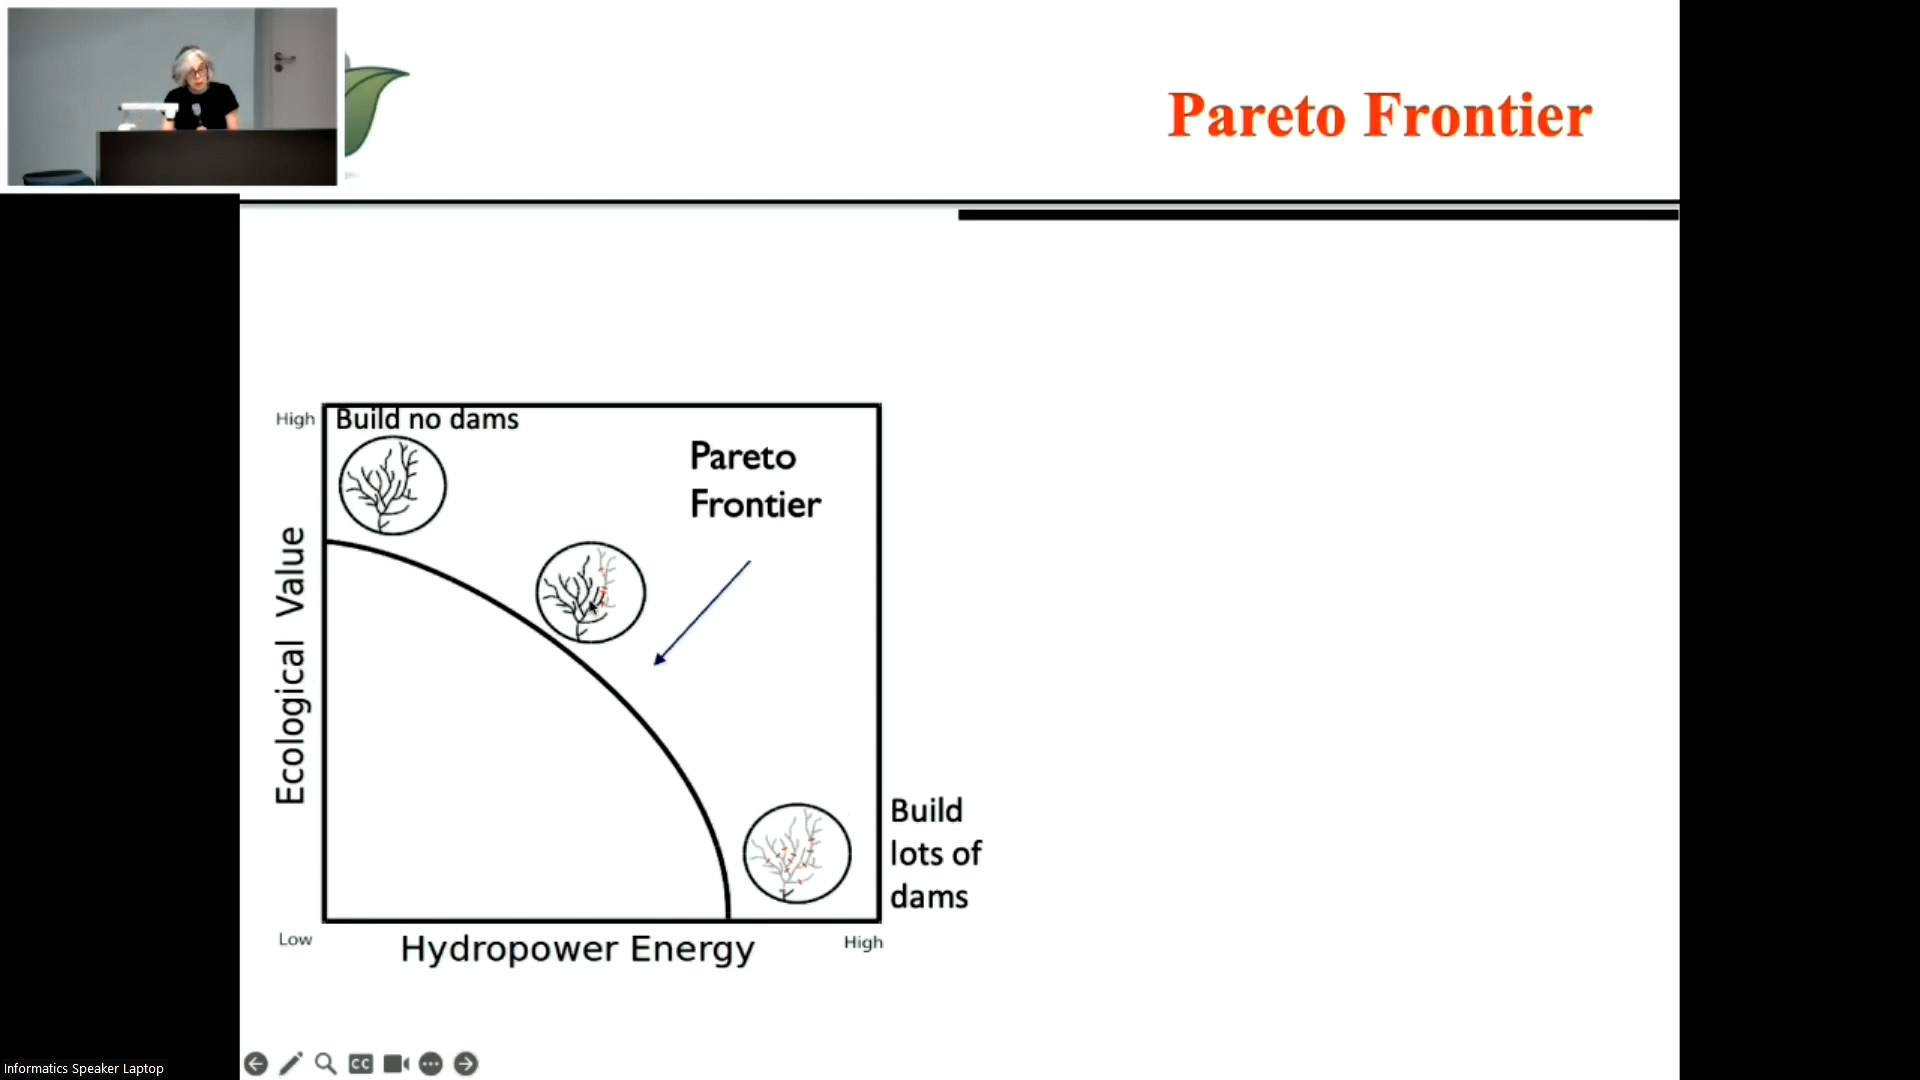 Pareto Frontier
High
Build no dams
Pareto
Frontier
Ecological Value
Build
lots of
dams
Low
Hydropower Energy
High
CC
Informatics Speaker Laptop